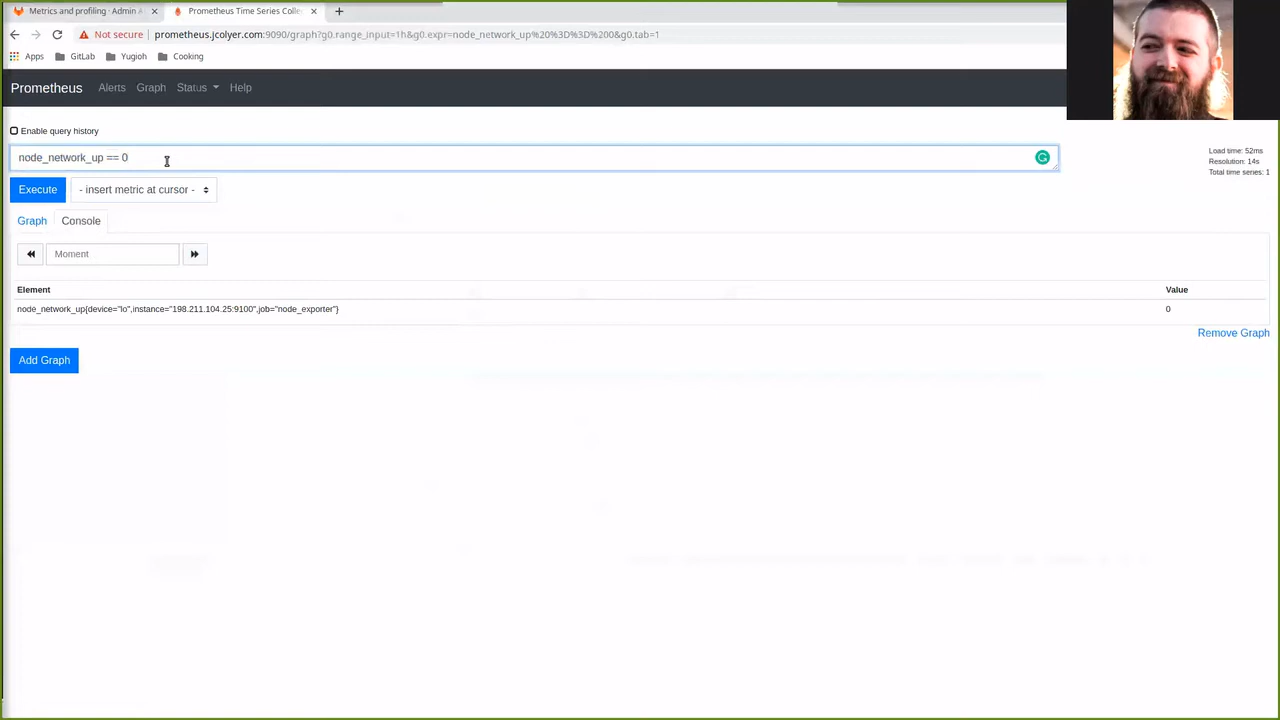 Metrics and profiling · Admin A
Prometheus Time Series Colle
Not secure
prometheus.jcolyer.com:9090/graph?g0.range_input=1h&g0.expr=node_network_up%20%3D%3D%200&g0.tab=1
Apps
GitLab
Yugioh
Cooking
Prometheus
Alerts
Graph
Status
Help
Enable query history
node_network_up == 0
Load time: 52ms
Resolution: 14s
Total time series: 1
Execute
- insert metric at cursor -
Graph
Console
Moment
Element
Value
node_network_up{device="lo",instance="198.211.104.25:9100",job="node_exporter"}
0
Remove Graph
Add Graph